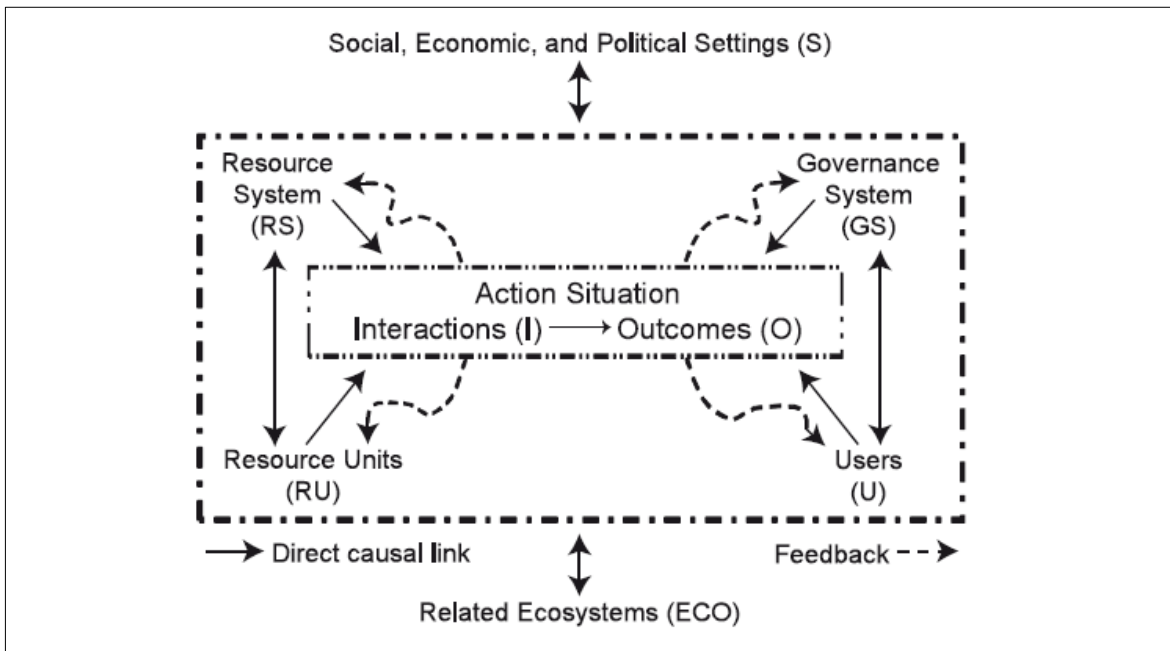 Social, Economic, and Political Settings (S)
Resource
System
(RS)
Governance
System
(GS)
Action Situation
Interactions (I) Outcomes (O)
Resource Units
(RU)
Users
(U)
Direct causal link
Feedback
Related Ecosystems (ECO)